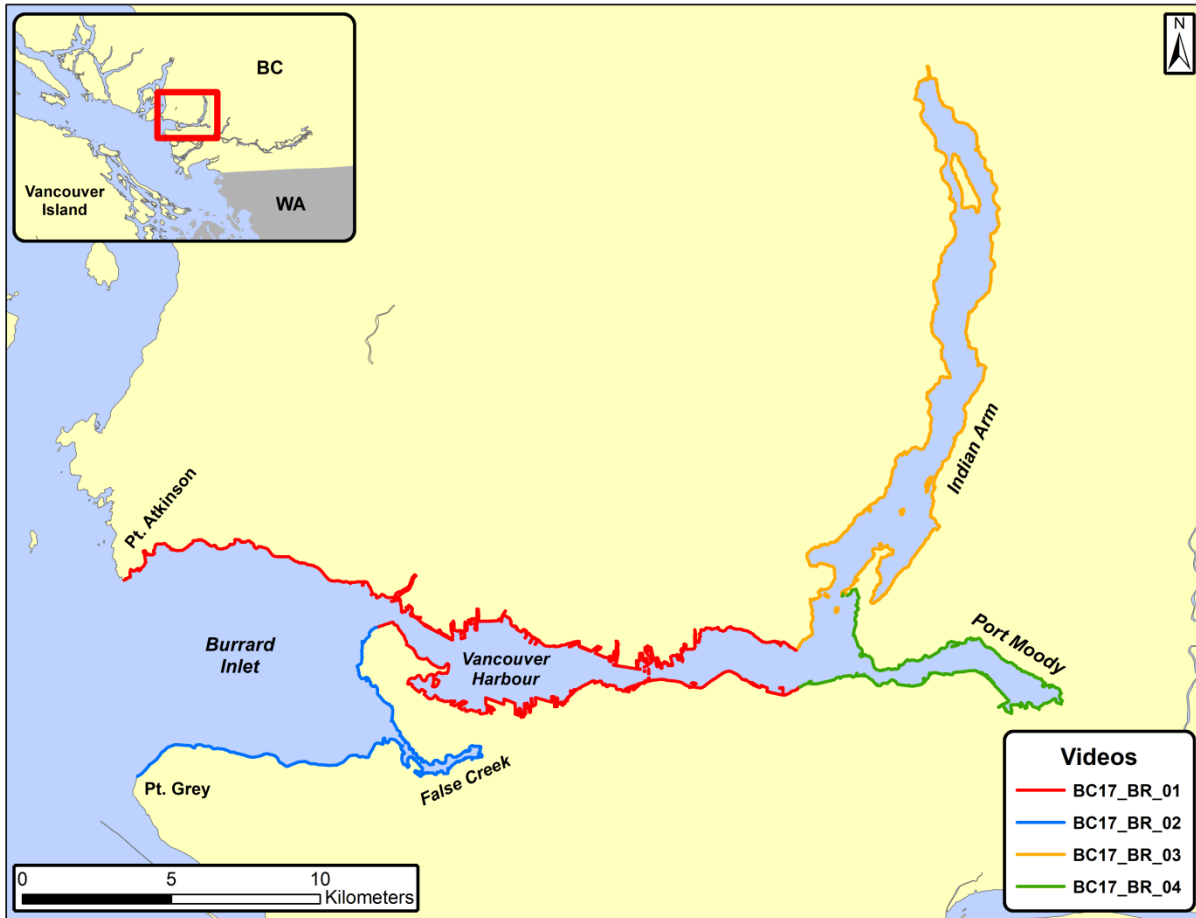 BC
Vancouver
Island
WA
N
Pt. Atkinson
Indian Arm
Burrard
Inlet
Vancouver
Harbour
Port Moody
False Creek
Pt. Grey
0 5 10
Kilometers
Videos
BC17_BR_01
BC17_BR_02
BC17_BR_03
BC17_BR_04